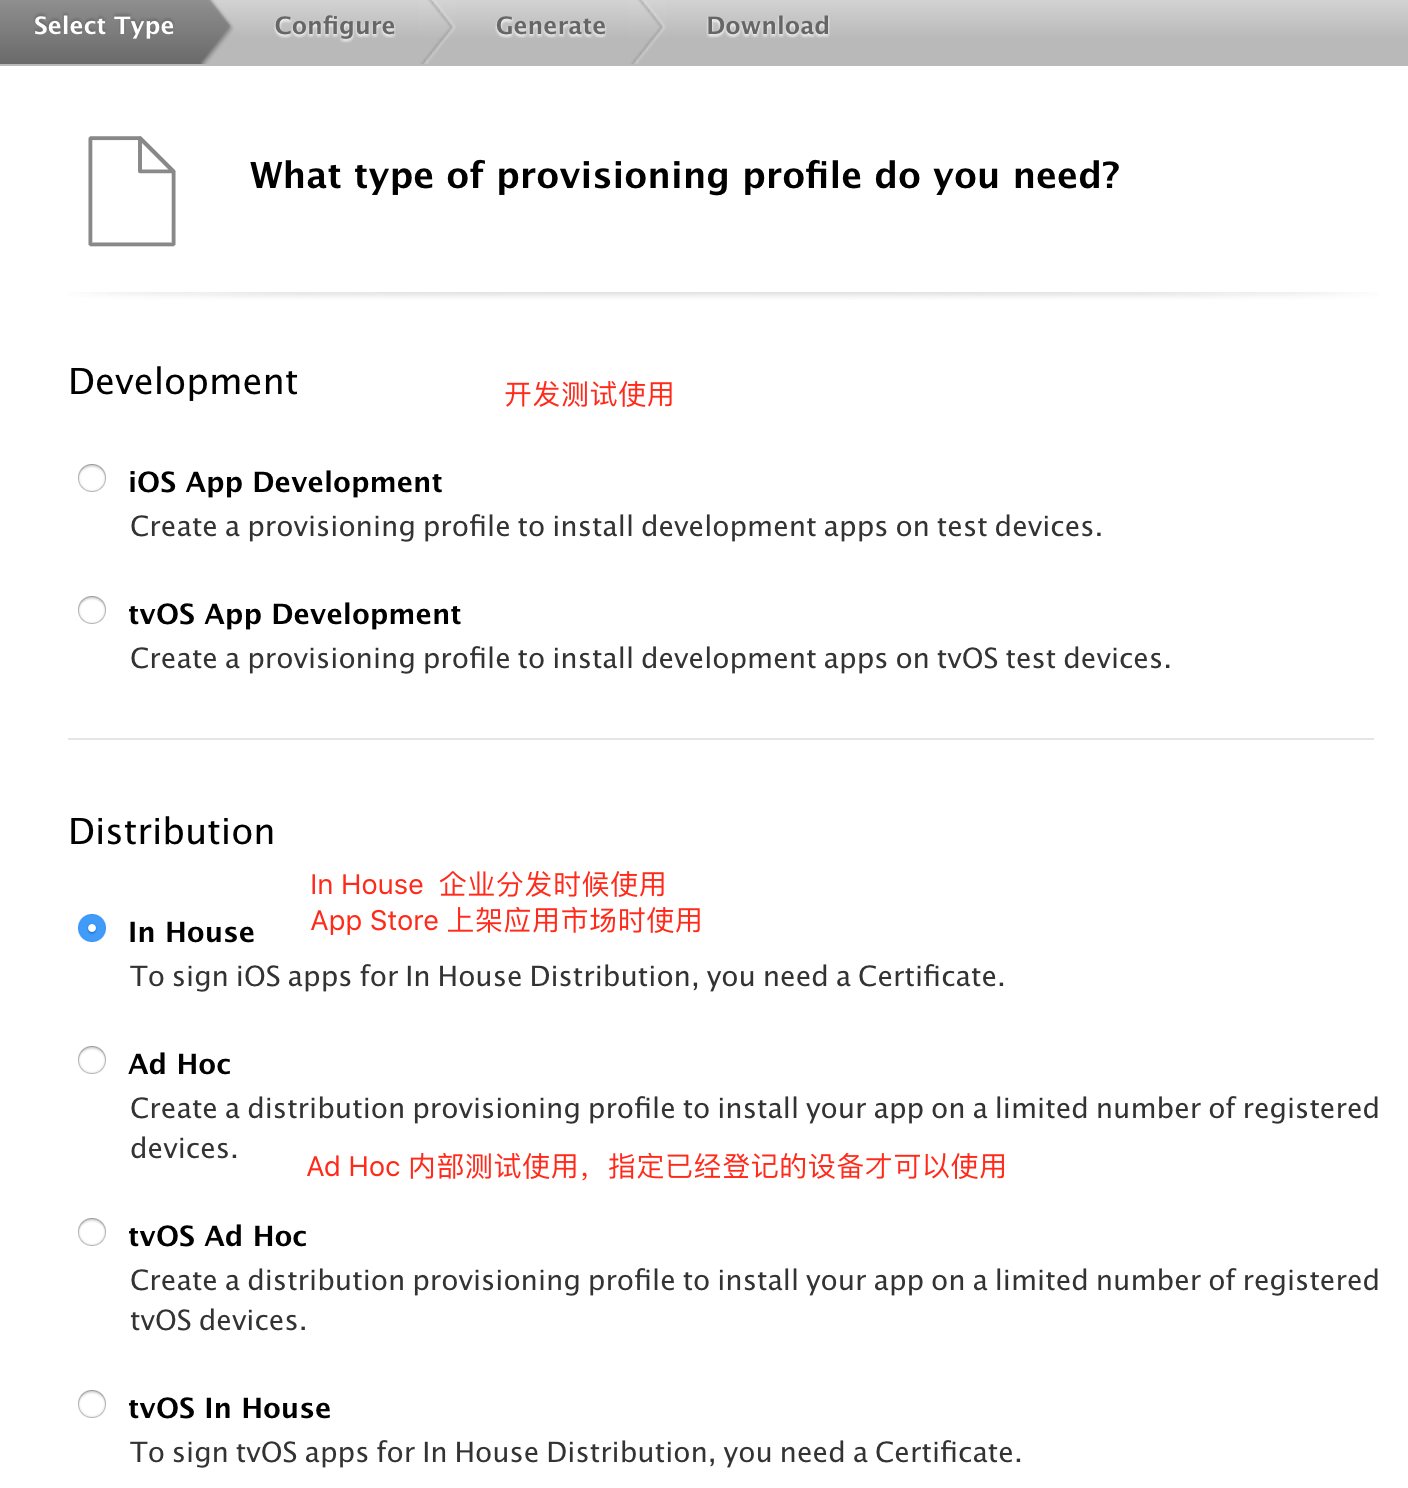 Select Type
Configure
Generate
Download
What type of provisioning profile do you need?
Development
开发测试使用
iOS App Development
Create a provisioning profile to install development apps on test devices.
tvOS App Development
Create a provisioning profile to install development apps on tvOS test devices.
Distribution
In House 企业分发时候使用
App Store 上架应用市场时使用
In House
To sign iOS apps for In House Distribution, you need a Certificate.
Ad Hoc
Create a distribution provisioning profile to install your app on a limited number of registered
devices.
Ad Hoc 内部测试使用，指定已经登记的设备才可以使用
tvOS Ad Hoc
Create a distribution provisioning profile to install your app on a limited number of registered
tvOS devices.
tvOS In House
To sign tvOS apps for In House Distribution, you need a Certificate.